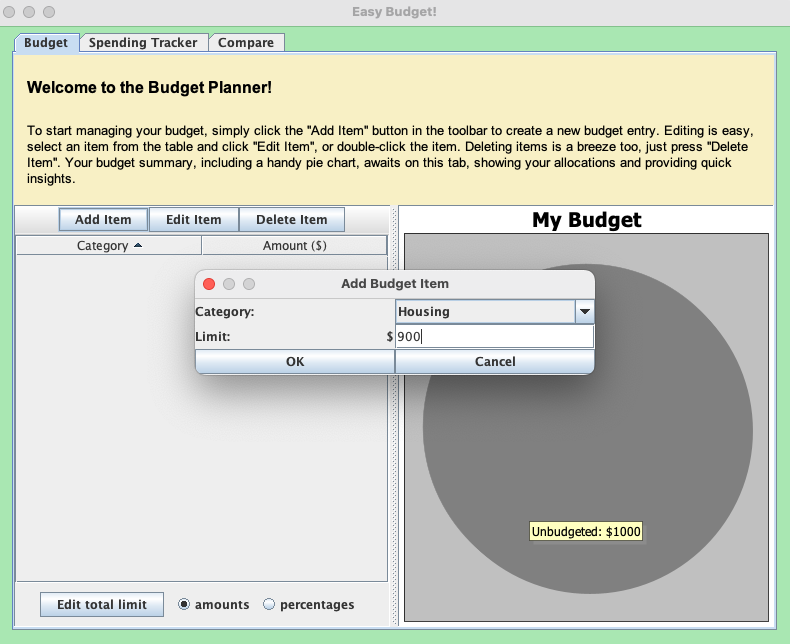 Easy Budget!
Budget
Spending Tracker
Compare
Welcome to the Budget Planner!
To start managing your budget, simply click the "Add Item" button in the toolbar to create a new budget entry. Editing is easy,
select an item from the table and click "Edit Item", or double-click the item. Deleting items is a breeze too, just press "Delete
Item". Your budget summary, including a handy pie chart, awaits on this tab, showing your allocations and providing quick
insights.
Add Item
Edit Item
Delete Item
Category
Amount ($)
My Budget
Add Budget Item
Category:
Housing
Limit:
$900
OK
Cancel
Unbudgeted: $1000
Edit total limit
amounts
percentages